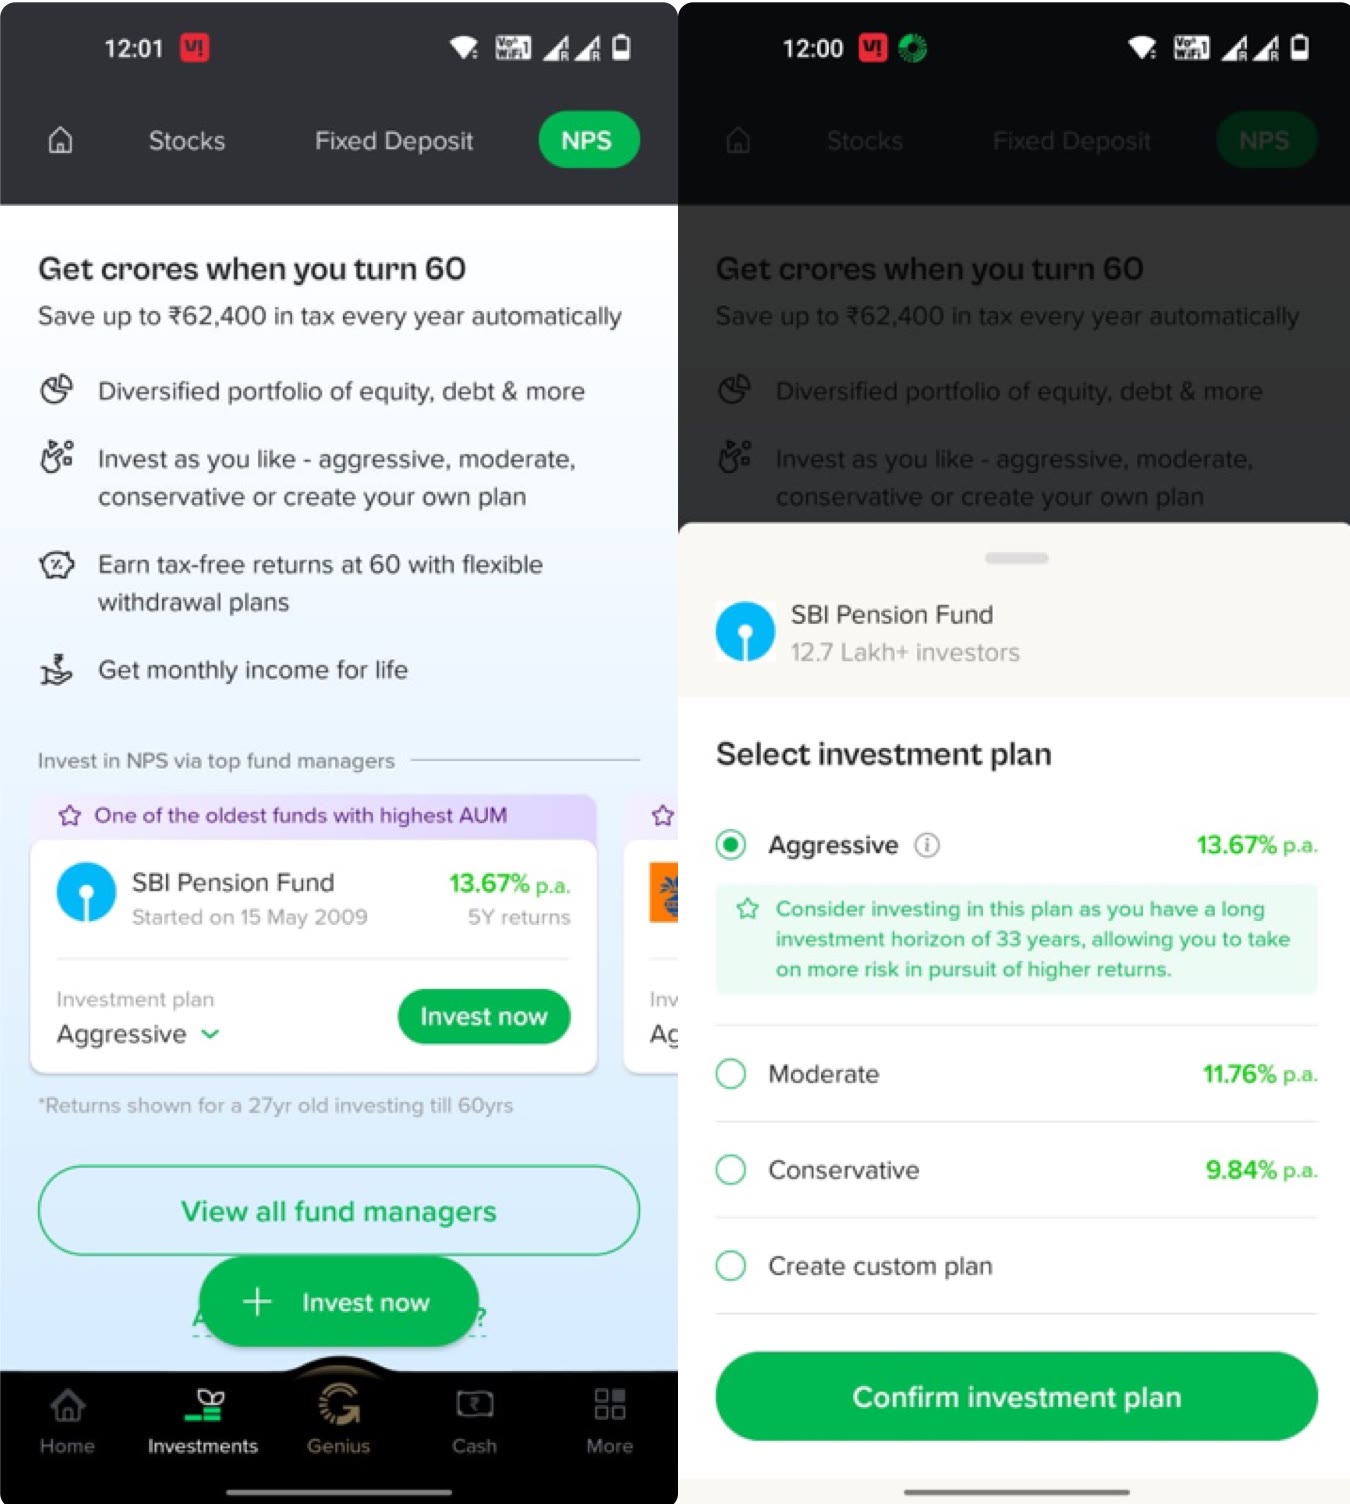 12:01
Stocks
Fixed Deposit
NPS
Get crores when you turn 60
Save up to ₹62,400 in tax every year automatically
Diversified portfolio of equity, debt & more
Invest as you like - aggressive, moderate,
conservative or create your own plan
Earn tax-free returns at 60 with flexible
withdrawal plans
Get monthly income for life
Invest in NPS via top fund managers
One of the oldest funds with highest AUM
SBI Pension Fund
13.67% p.a.
Started on 15 May 2009
5Y returns
Investment plan
Aggressive
Invest now
Inv
Ag
*Returns shown for a 27yr old investing till 60yrs
View all fund managers
+ Invest now
?
Home
Investments
Genius
Cash
More
12:00
Stocks
Fixed Deposit
NPS
Get crores when you turn 60
Save up to ₹62,400 in tax every year automatically
Diversified portfolio of equity, debt & more
Invest as you like - aggressive, moderate,
conservative or create your own plan
SBI Pension Fund
12.7 Lakh+ investors
Select investment plan
Aggressive
13.67% p.a.
Consider investing in this plan as you have a long
investment horizon of 33 years, allowing you to take
on more risk in pursuit of higher returns.
Moderate
11.76% p.a.
Conservative
9.84% p.a.
Create custom plan
Confirm investment plan